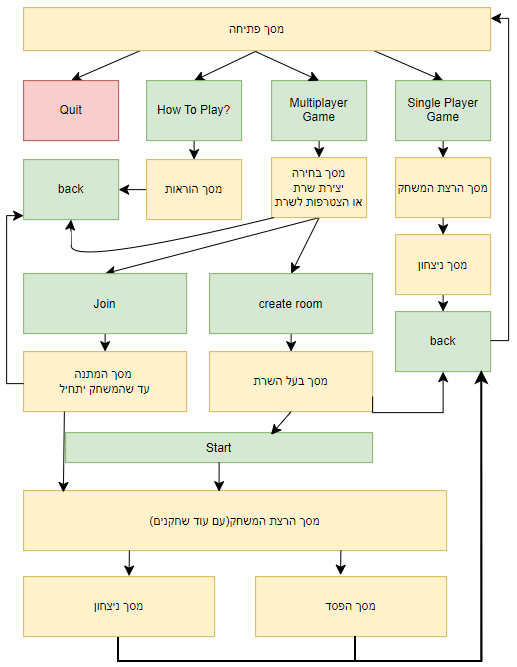 מסך פתיחה
Quit
How To Play?
Multiplayer
Game
Single Player
Game
back
מסך הוראות
מסך בחירה
יצירת שרת
או הצטרפות לשרת
מסך הרצת המשחק
מסך ניצחון
Join
create room
back
מסך המתנה
עד שהמשחק יתחיל
מסך בעל השרת
Start
מסך הרצת המשחק(עם עוד שחקנים)
מסך ניצחון
מסך הפסד